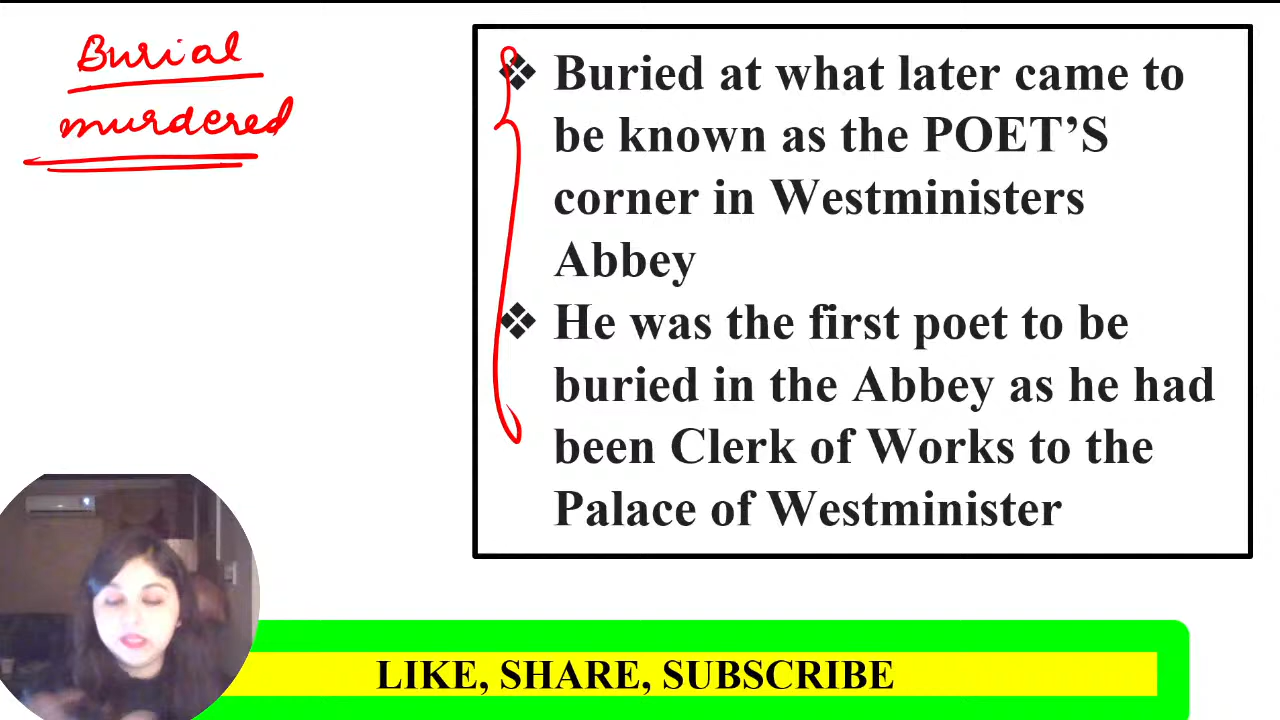 Burial
murdered
❖ Buried at what later came to
be known as the POET’S
corner in Westministers
Abbey
❖ He was the first poet to be
buried in the Abbey as he had
been Clerk of Works to the
Palace of Westminister
LIKE, SHARE, SUBSCRIBE